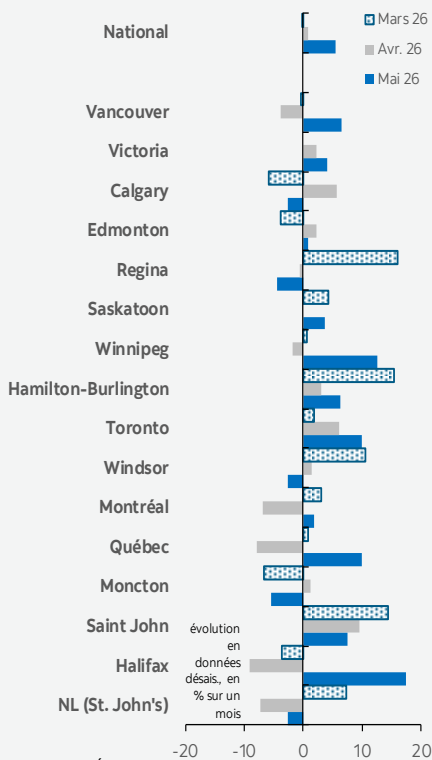 Mars 26
Avr. 26
Mai 26
National
Vancouver
Victoria
Calgary
Edmonton
Regina
Saskatoon
Winnipeg
Hamilton-Burlington
Toronto
Windsor
Montréal
Québec
Moncton
Saint John
Halifax
NL (St. John's)
évolution
en
données
désais., en
% sur un
mois
-20 -10 0 10 20